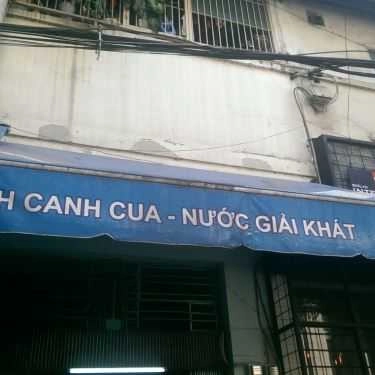 H CANH CUA - NƯỚC GIẢI KHÁT